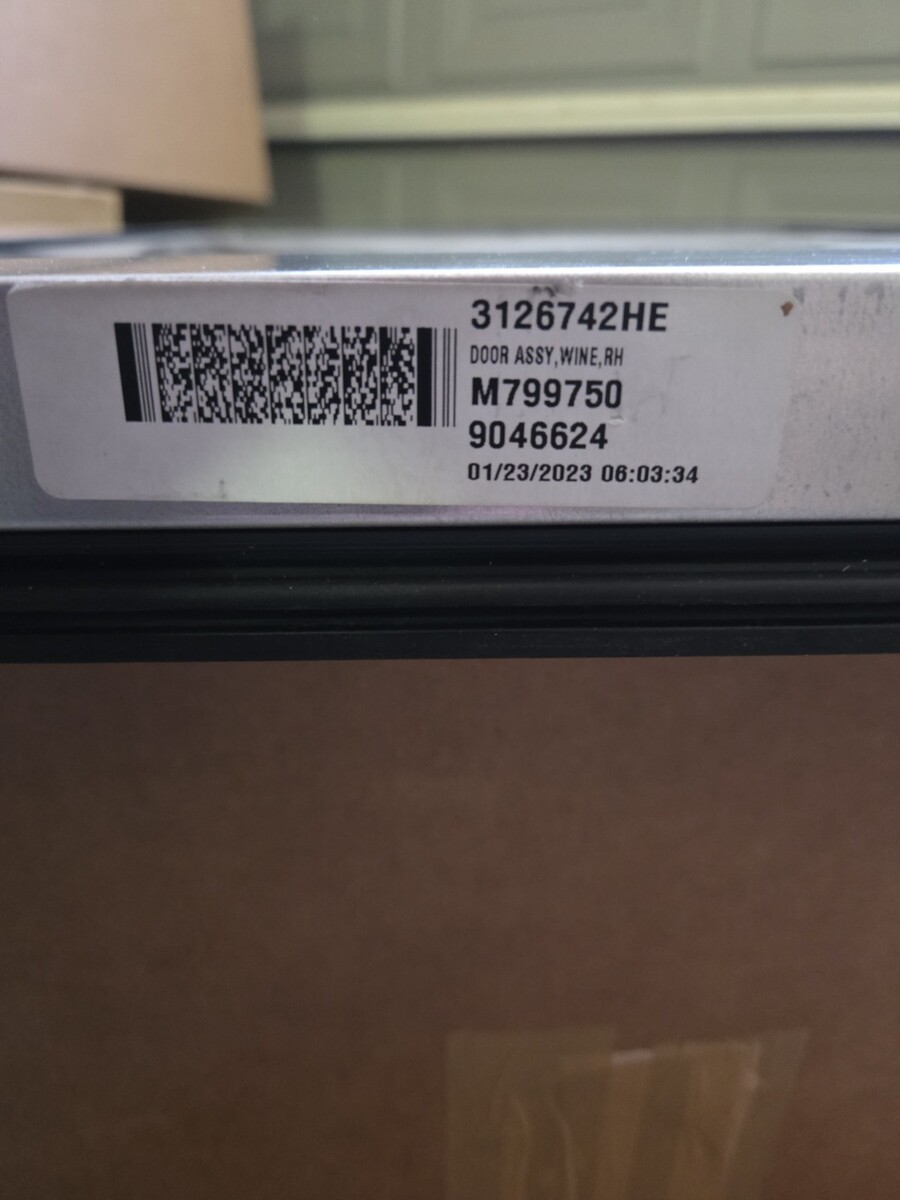 3126742HE
DOOR ASSY,WINE,RH
M799750
9046624
01/23/2023 06:03:34